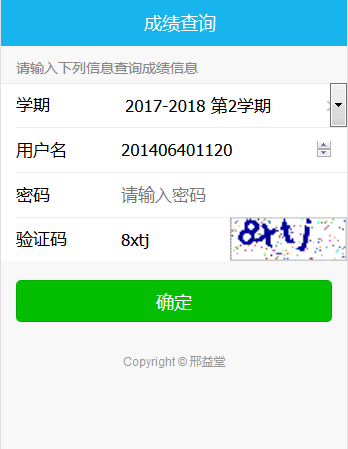 成绩查询
请输入下列信息查询成绩信息
学期 2017-2018 第2学期
用户名 201406401120
密码 请输入密码
验证码 8xtj 8xtj
确定
Copyright © 邢益堂